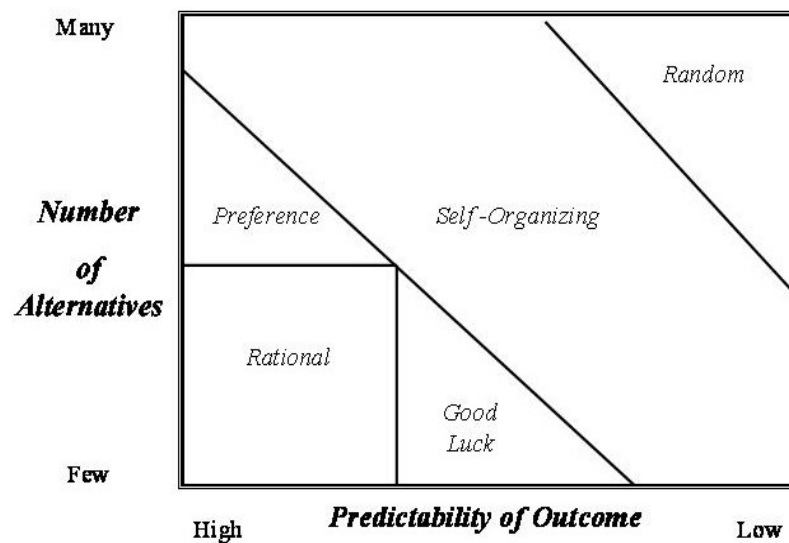 Many
Random
Number
of
Alternatives
Preference
Self-Organizing
Rational
Good
Luck
Few
High
Predictability of Outcome
Low